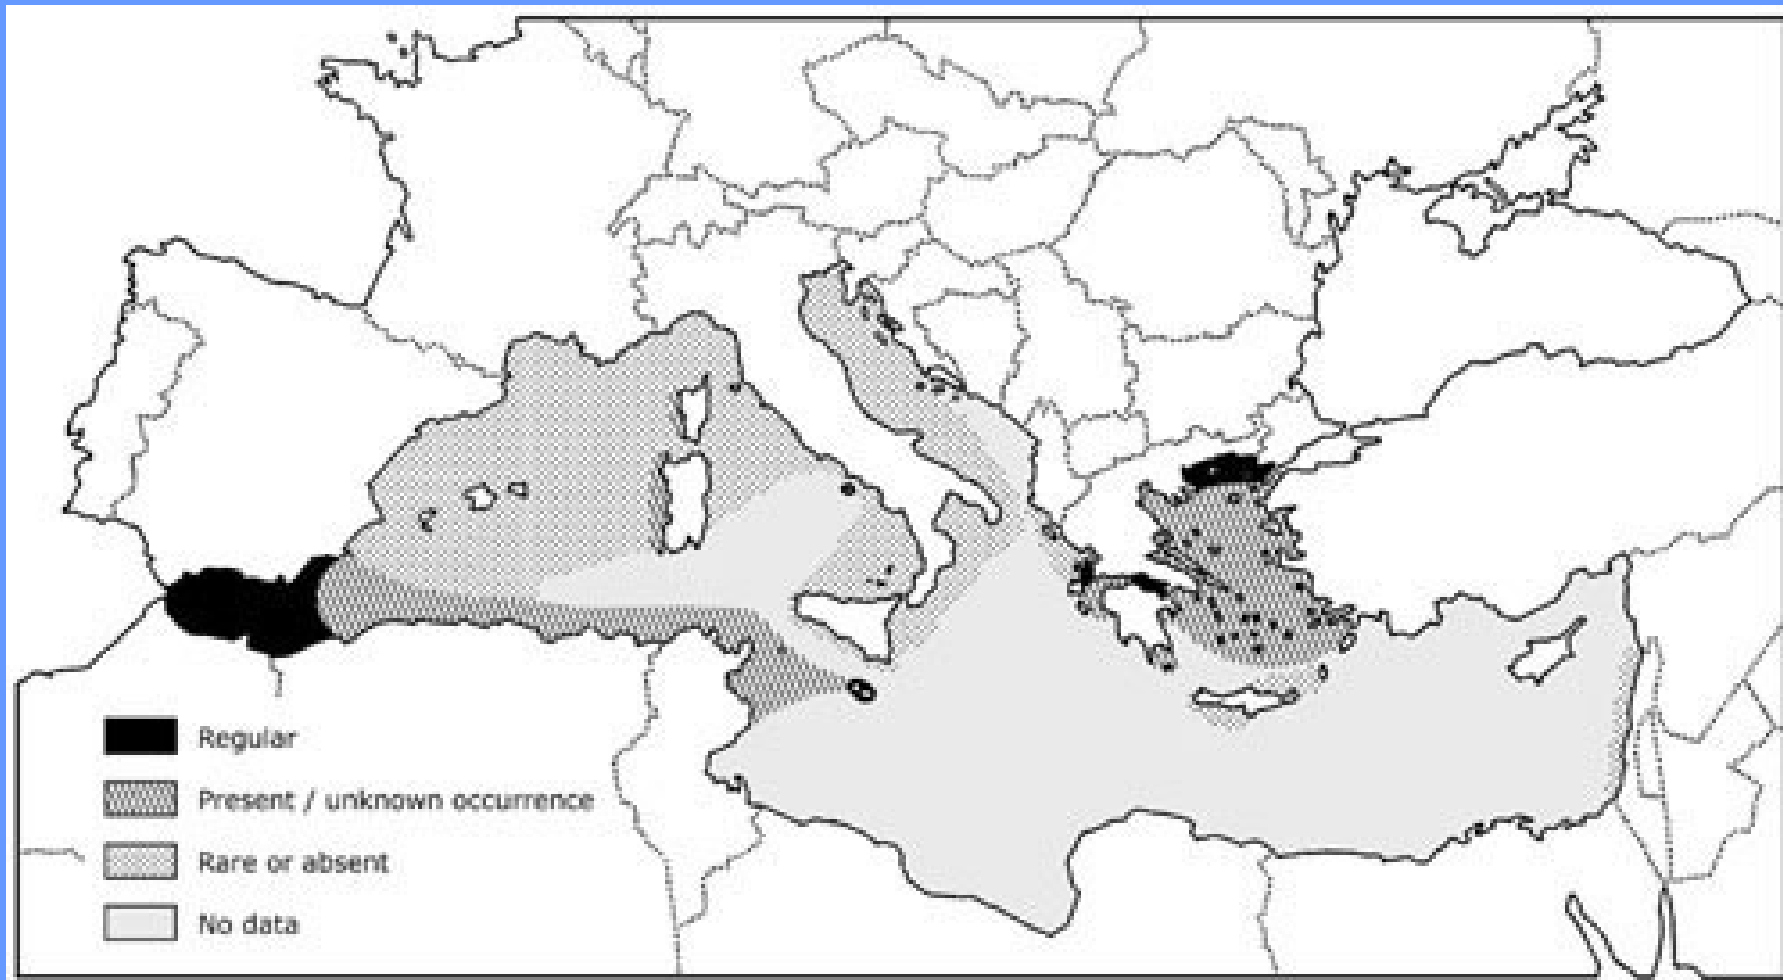 Regular
Present / unknown occurrence
Rare or absent
No data